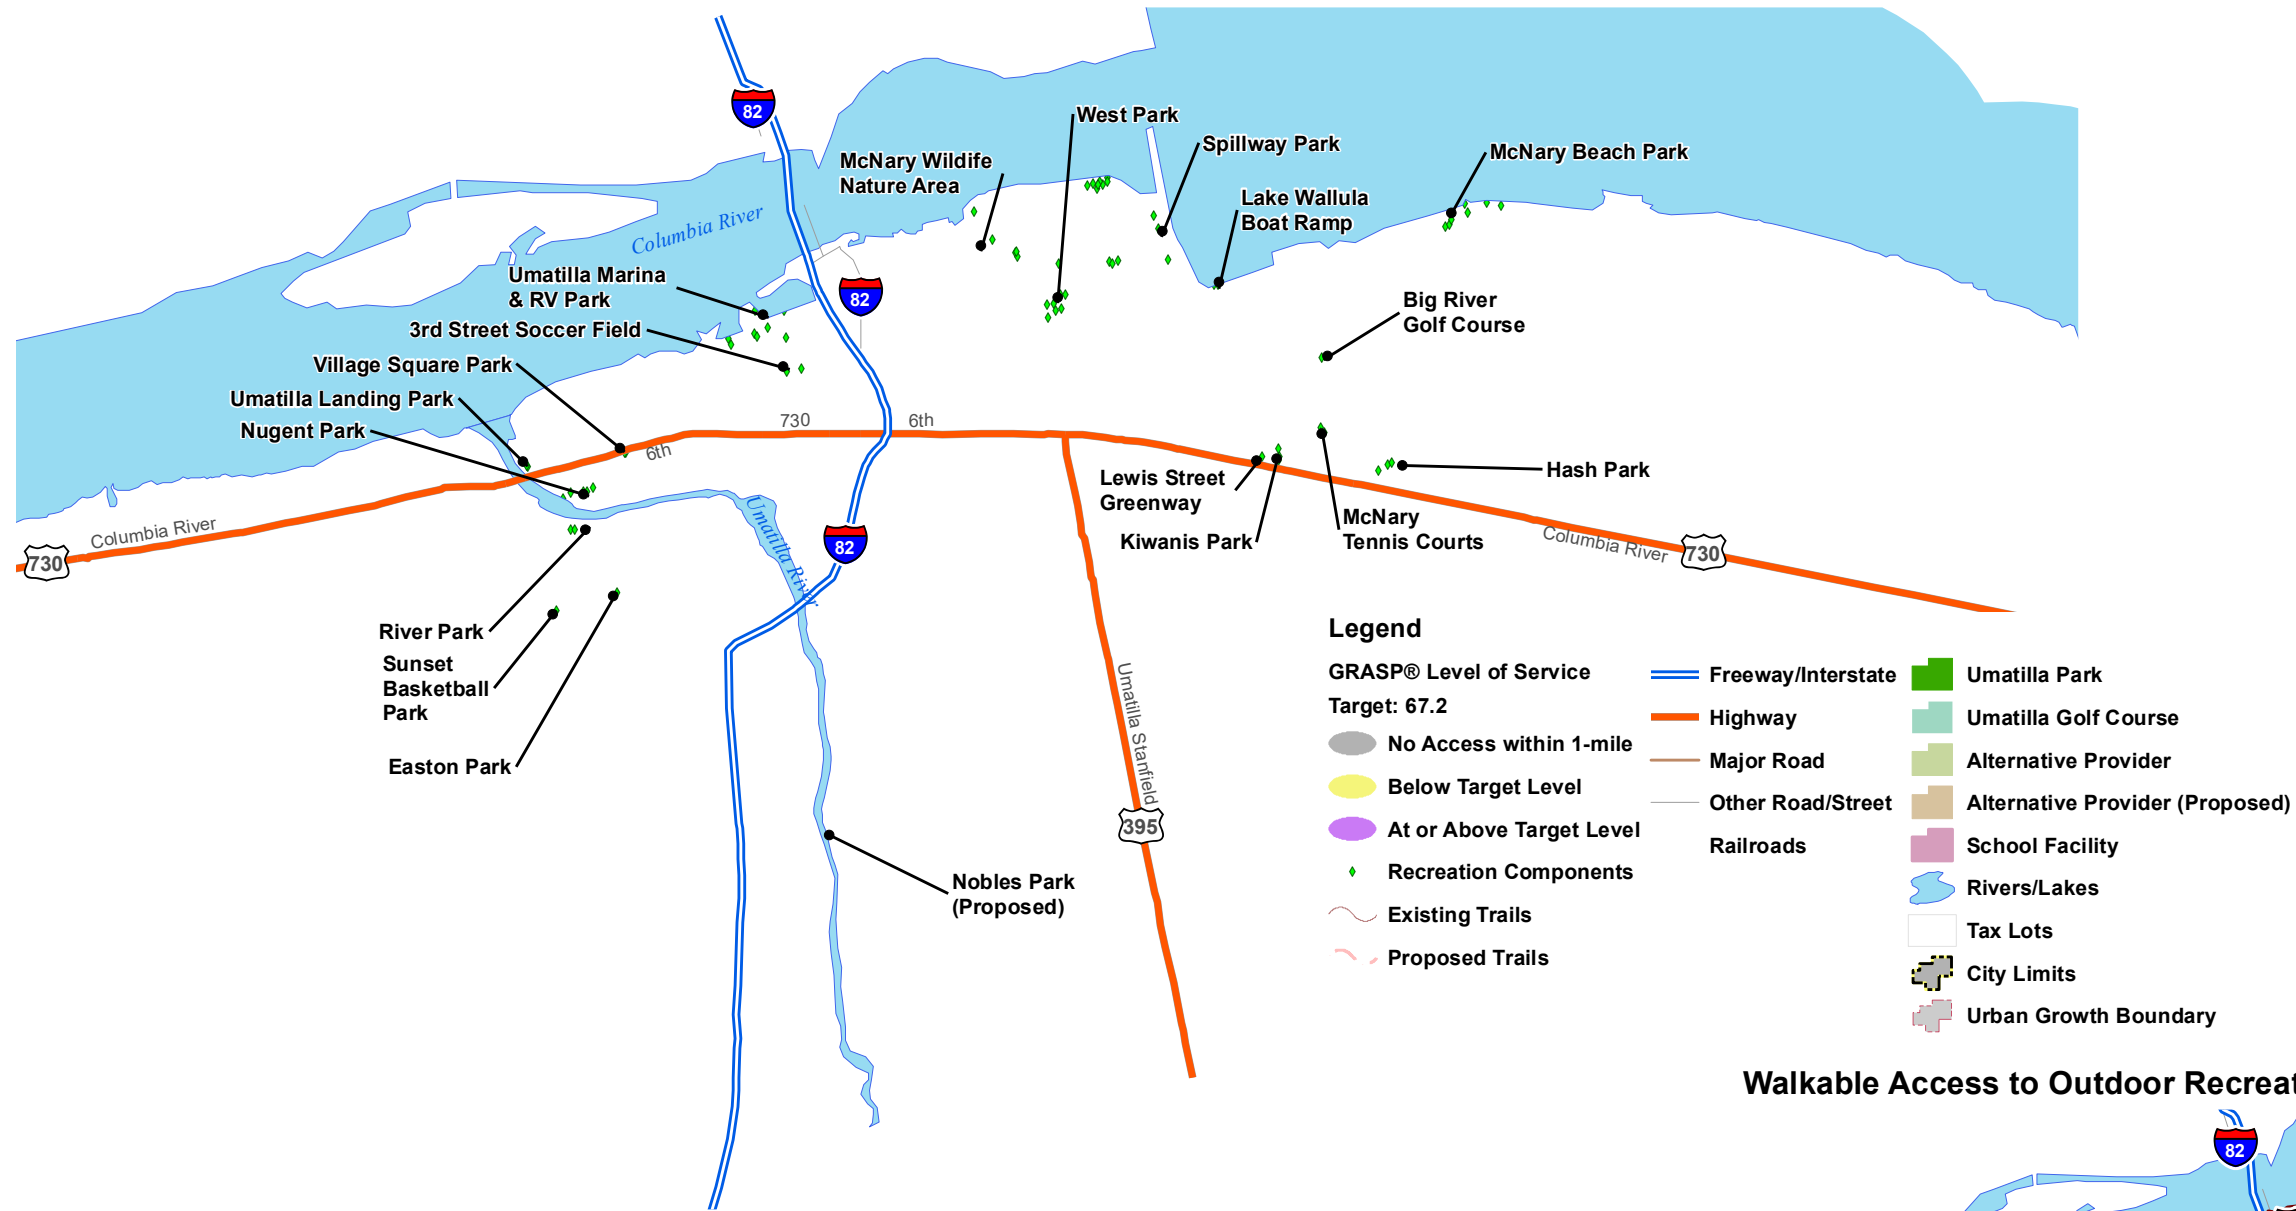 82
West Park
Spillway Park
McNary Beach Park
McNary Wildife
Nature Area
Lake Wallula
Boat Ramp
Columbia River
Umatilla Marina
& RV Park
82
Big River
Golf Course
3rd Street Soccer Field
Village Square Park
Umatilla Landing Park
Nugent Park
730
6th
6th
Lewis Street
Greenway
Hash Park
Kiwanis Park
McNary
Tennis Courts
Columbia River
730
Columbia River
730
Umatilla River
82
River Park
Sunset
Basketball
Park
Easton Park
Umatilla Stanfield
395
Nobles Park
(Proposed)
Legend
GRASP® Level of Service
Target: 67.2
No Access within 1-mile
Below Target Level
At or Above Target Level
Recreation Components
Existing Trails
Proposed Trails
Freeway/Interstate
Highway
Major Road
Other Road/Street
Railroads
Umatilla Park
Umatilla Golf Course
Alternative Provider
Alternative Provider (Proposed)
School Facility
Rivers/Lakes
Tax Lots
City Limits
Urban Growth Boundary
Walkable Access to Outdoor Recreat
82